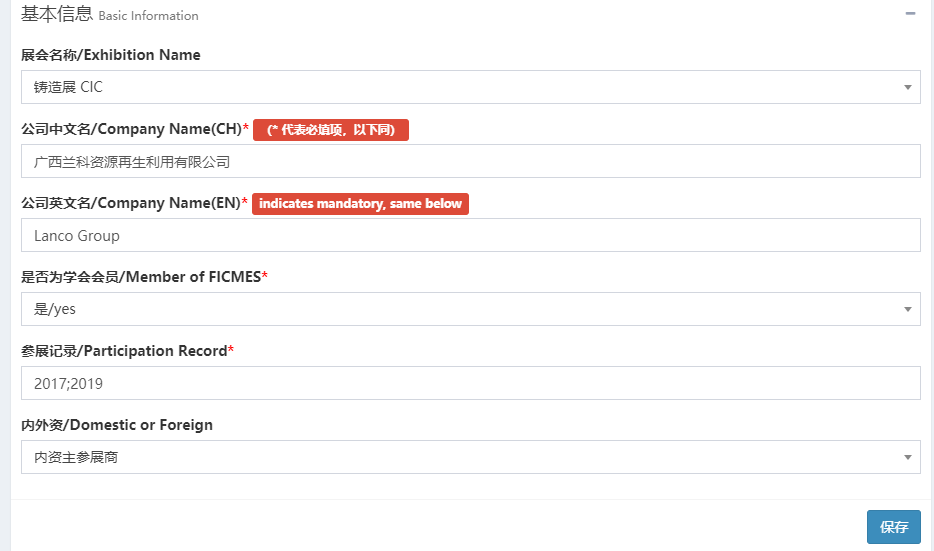 基本信息 Basic Information
展会名称/Exhibition Name
铸造展 CIC
公司中文名/Company Name(CH)* (* 代表必填项，以下同)
广西兰科资源再生利用有限公司
公司英文名/Company Name(EN)* indicates mandatory, same below
Lanco Group
是否为学会会员/Member of FICMES*
是/yes
参展记录/Participation Record*
2017;2019
内外资/Domestic or Foreign
内资主参展商
保存